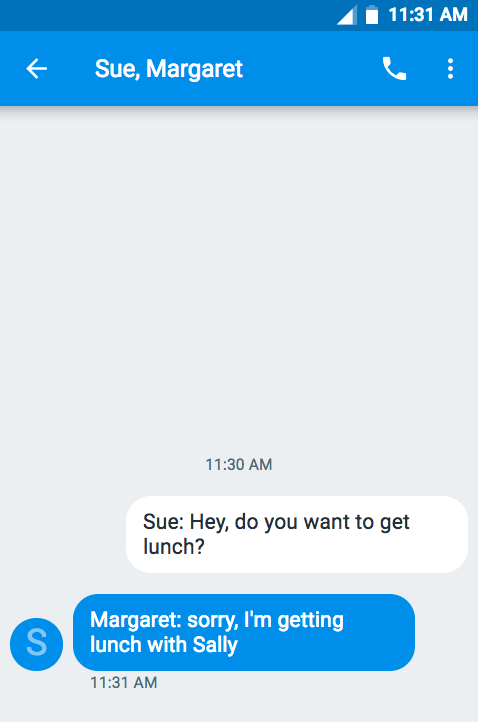 11:31 AM
Sue, Margaret
11:30 AM
Sue: Hey, do you want to get
lunch?
S
Margaret: sorry, I'm getting
lunch with Sally
11:31 AM